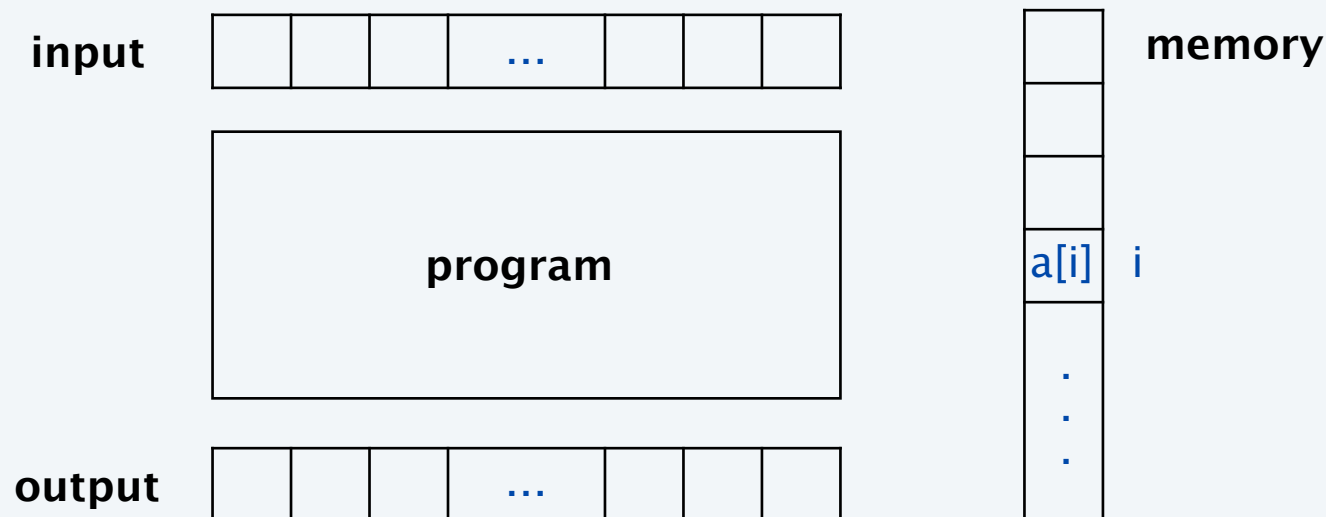 input
...
memory
program
a[i] i
.
.
.
output
...